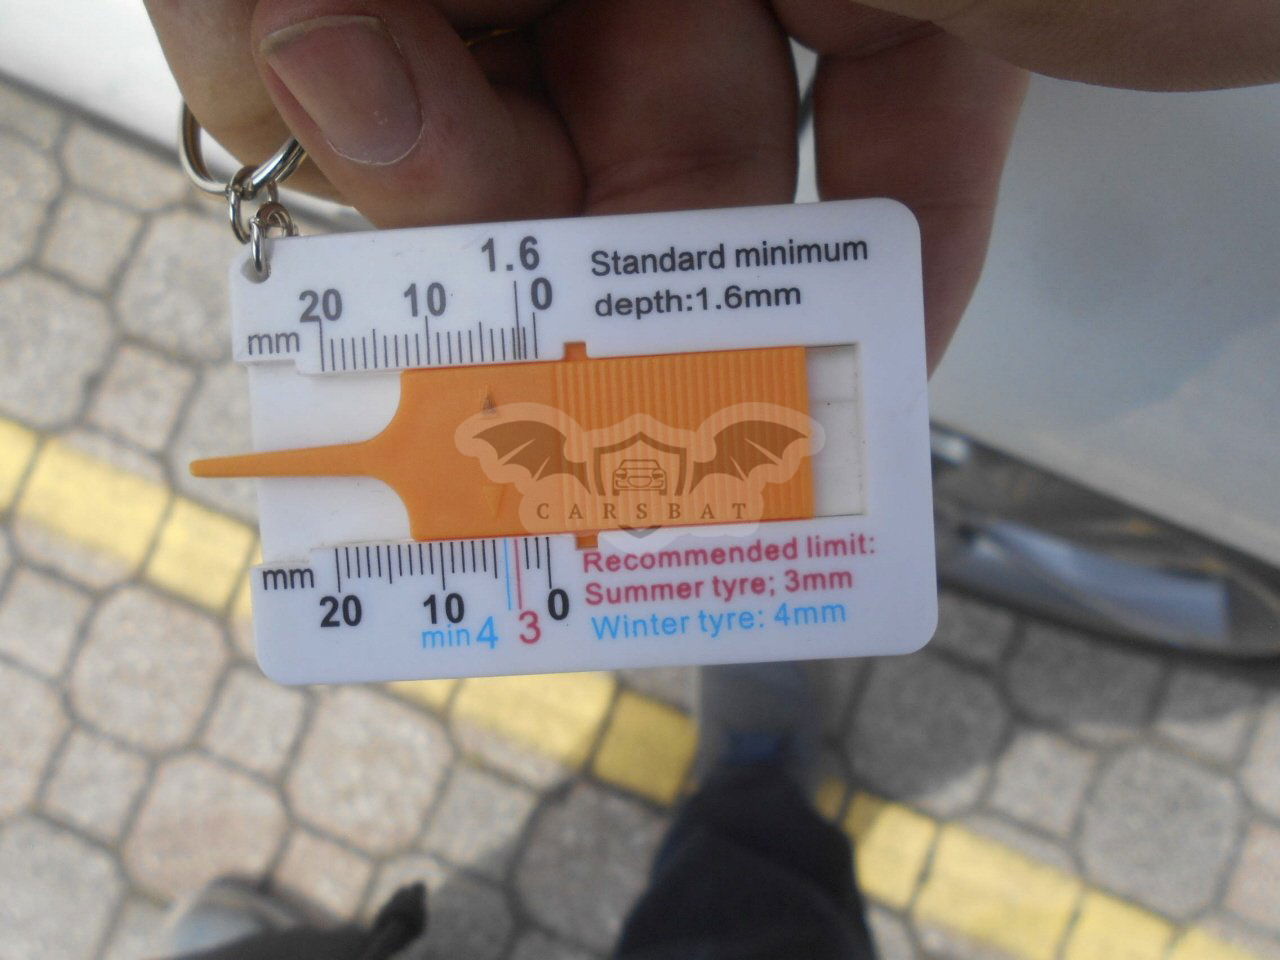 1.6
20 10 0
mm
Standard minimum
depth:1.6mm
CARSBAT
mm
20 10 0
min 4 3
Recommended limit:
Summer tyre; 3mm
Winter tyre: 4mm